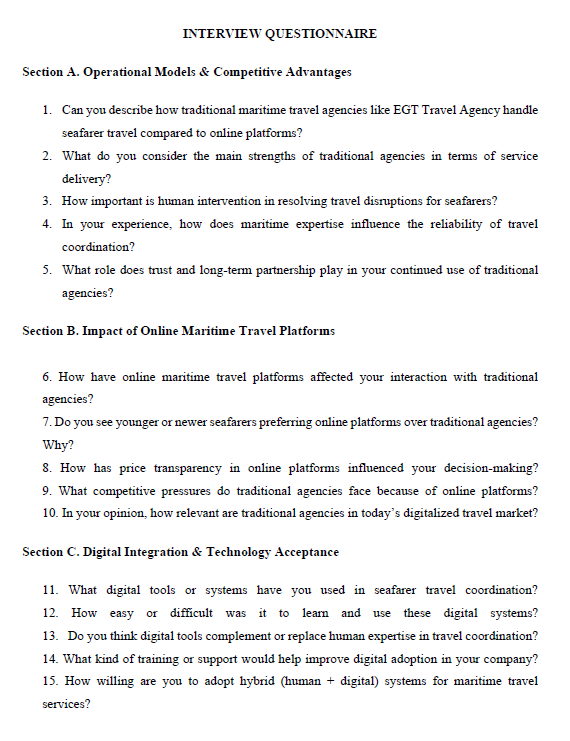 INTERVIEW QUESTIONNAIRE
Section A. Operational Models & Competitive Advantages
1. Can you describe how traditional maritime travel agencies like EGT Travel Agency handle
seafarer travel compared to online platforms?
2. What do you consider the main strengths of traditional agencies in terms of service
delivery?
3. How important is human intervention in resolving travel disruptions for seafarers?
4. In your experience, how does maritime expertise influence the reliability of travel
coordination?
5. What role does trust and long-term partnership play in your continued use of traditional
agencies?
Section B. Impact of Online Maritime Travel Platforms
6. How have online maritime travel platforms affected your interaction with traditional
agencies?
7. Do you see younger or newer seafarers preferring online platforms over traditional agencies?
Why?
8. How has price transparency in online platforms influenced your decision-making?
9. What competitive pressures do traditional agencies face because of online platforms?
10. In your opinion, how relevant are traditional agencies in today’s digitalized travel market?
Section C. Digital Integration & Technology Acceptance
11. What digital tools or systems have you used in seafarer travel coordination?
12. How easy or difficult was it to learn and use these digital systems?
13. Do you think digital tools complement or replace human expertise in travel coordination?
14. What kind of training or support would help improve digital adoption in your company?
15. How willing are you to adopt hybrid (human + digital) systems for maritime travel
services?